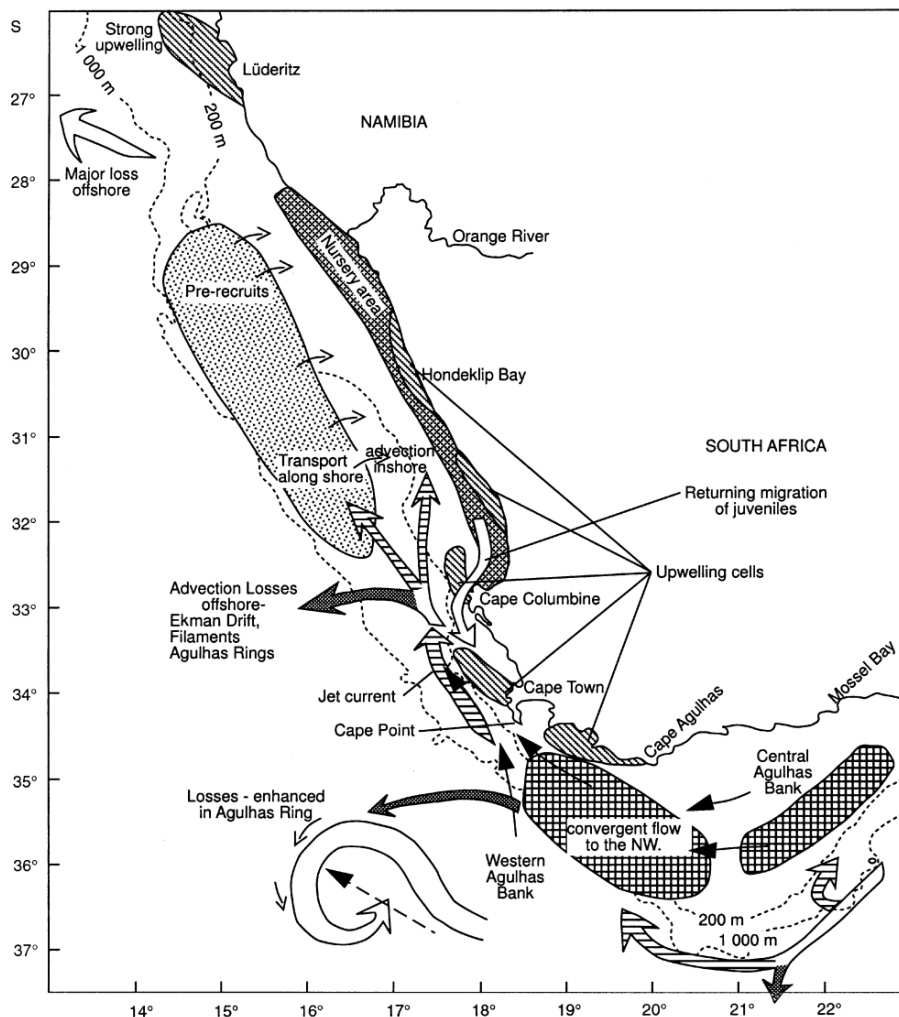 S
Strong
upwelling
1 000 m
Lüderitz
27°
200 m
NAMIBIA
Major loss
offshore
28°
Orange River
Nursery area
29°
Pre-recruits
30°
Hondeklip Bay
31°
SOUTH AFRICA
Transport
along shore
advection
inshore
Returning migration
of juveniles
32°
Upwelling cells
Advection Losses
offshore-
Ekman Drift,
Filaments
Agulhas Rings
33°
Cape Columbine
34°
Jet current
Cape Town
Mossel Bay
Cape Point
Cape Agulhas
35°
Central
Agulhas
Bank
Losses - enhanced
in Agulhas Ring
convergent flow
to the NW.
36°
Western
Agulhas
Bank
200 m
1 000 m
37°
14°
15°
16°
17°
18°
19°
20°
21°
22°